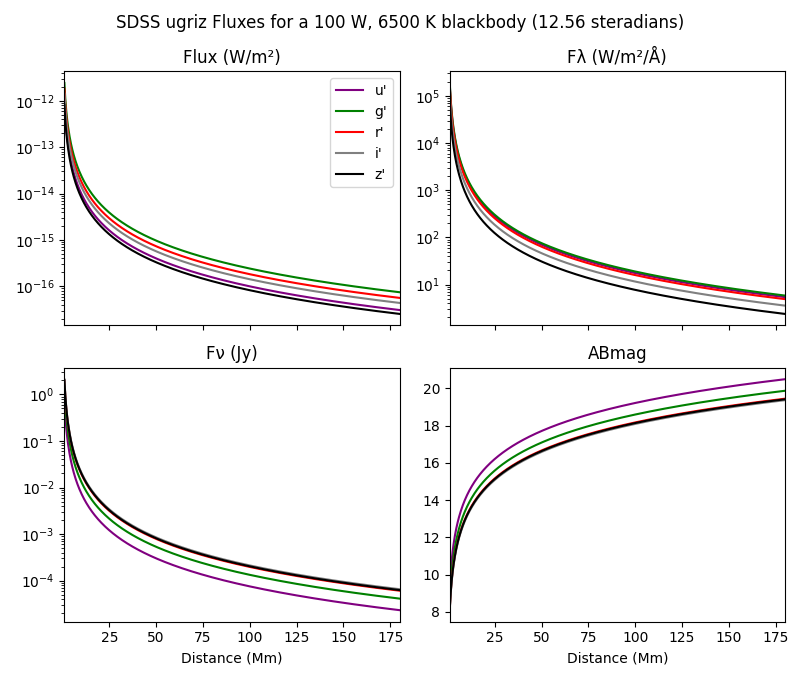 SDSS ugriz Fluxes for a 100 W, 6500 K blackbody (12.56 steradians)
Flux (W/m²)
Fλ (W/m²/Å)
10⁻¹²
10⁻¹³
10⁻¹⁴
10⁻¹⁵
10⁻¹⁶
u'
g'
r'
i'
z'
10⁵
10⁴
10³
10²
10¹
Fν (Jy)
ABmag
10⁰
10⁻¹
10⁻²
10⁻³
10⁻⁴
20
18
16
14
12
10
8
25 50 75 100 125 150 175
25 50 75 100 125 150 175
Distance (Mm)
Distance (Mm)